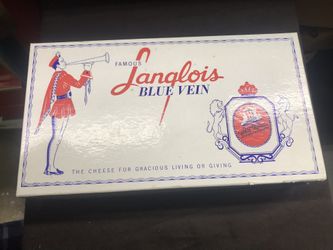 FAMOUS
Langlois
BLUE VEIN
THE CHEESE FOR GRACIOUS LIVING OR GIVING